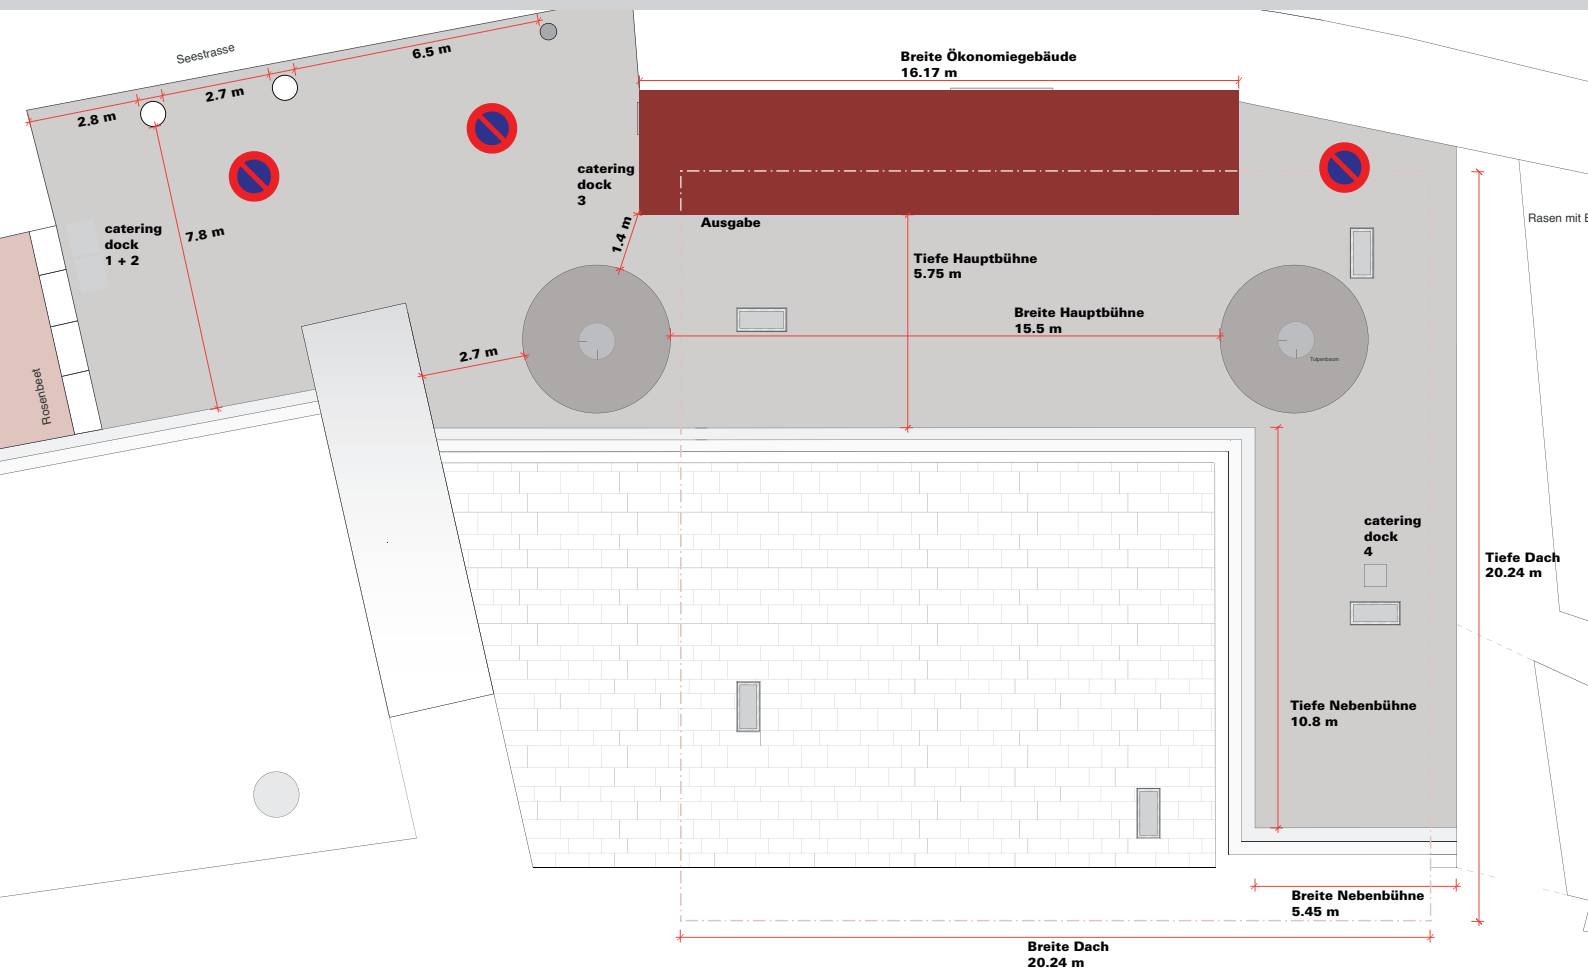 Seestrasse
6.5 m
2.7 m
2.8 m
Breite Ökonomiegebäude
16.17 m
catering
dock
3
1.4 m
Ausgabe
Rasen mit
catering
dock
1 + 2
7.8 m
Tiefe Hauptbühne
5.75 m
Breite Hauptbühne
15.5 m
2.7 m
Tulpenbaum
Rosenbeet
catering
dock
4
Tiefe Dach
20.24 m
Tiefe Nebenbühne
10.8 m
Breite Nebenbühne
5.45 m
Breite Dach
20.24 m